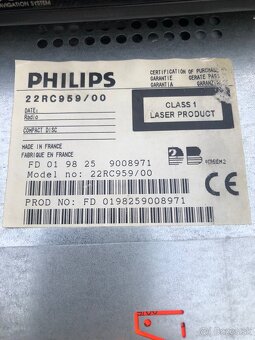 NAVIGATION SYSTEM
PHILIPS
CERTIFICATION OF PURCHASE
GARANTIE
GARANTIA
22RC959/00
DATE:
Radio
COMPACT DISC
CLASS 1
LASER PRODUCT
MADE IN FRANCE
FABRIQUE EN FRANCE
FD 01 98 25 9008971
Model no: 22RC959/00
CE
PROD NO: FD 0198259008971